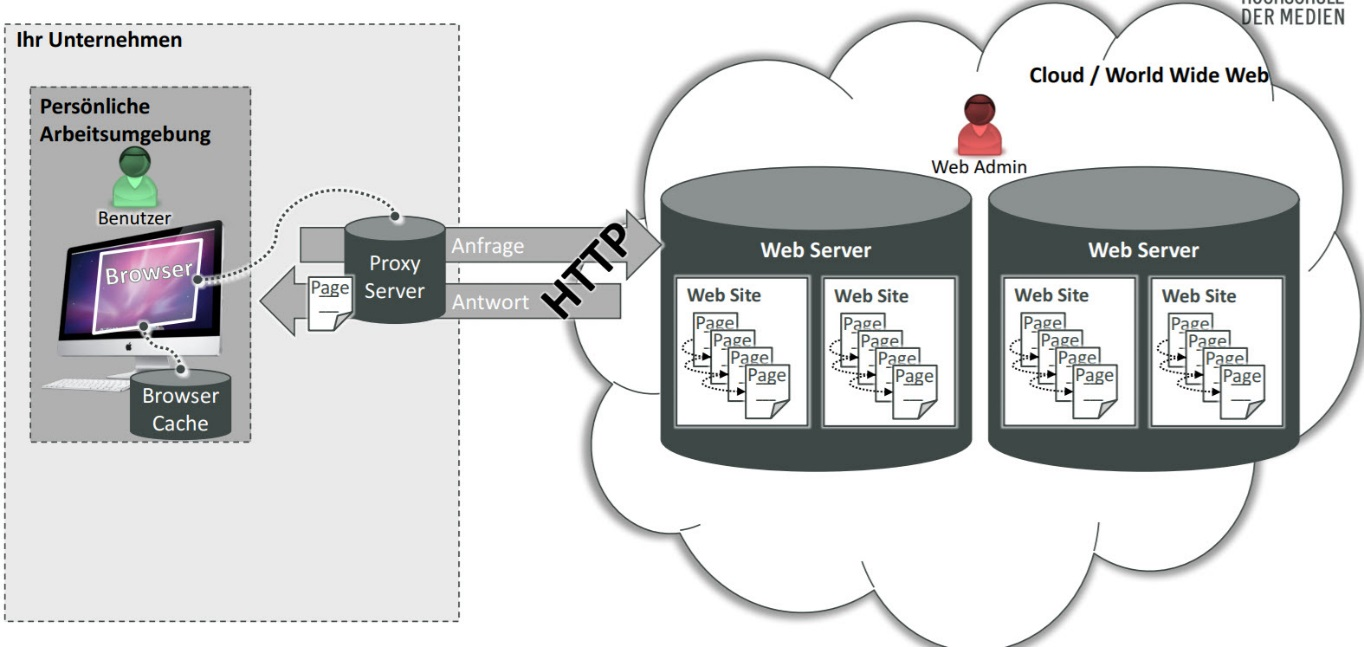 HOCHSCHULE
DER MEDIEN
Ihr Unternehmen
Persönliche
Arbeitsumgebung
Benutzer
Browser
Browser
Cache
Proxy
Server
Anfrage
Antwort
Page
HTTP
Cloud / World Wide Web
Web Admin
Web Server
Web Site
Page
Page
Page
Page
Web Site
Page
Page
Page
Page
Web Server
Web Site
Page
Page
Page
Page
Web Site
Page
Page
Page
Page